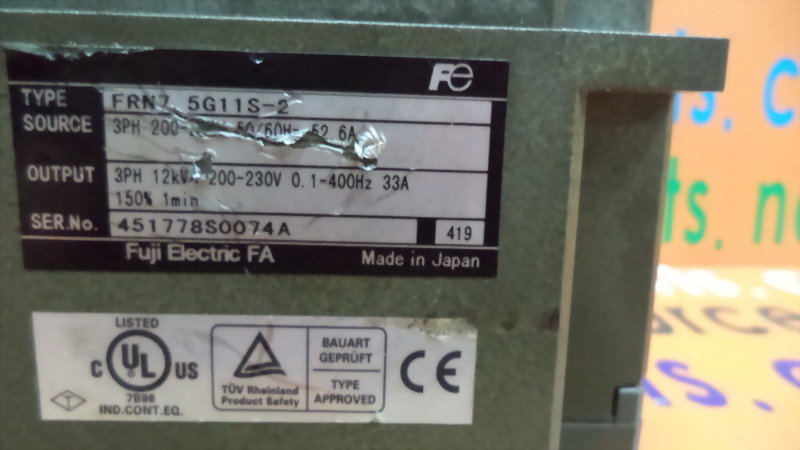 Fe
TYPE FRN7.5G11S-2
SOURCE 3PH 200- 50/60Hz 52.6A
OUTPUT 3PH 12kVA 200-230V 0.1-400Hz 33A
150% 1min
SER.No. 451778S0074A 419
Fuji Electric FA Made in Japan
LISTED
C UL US
7B98
IND.CONT.EQ.
T
TÜV Rheinland
Product Safety
BAUART
GEPRÜFT
TYPE
APPROVED
CE